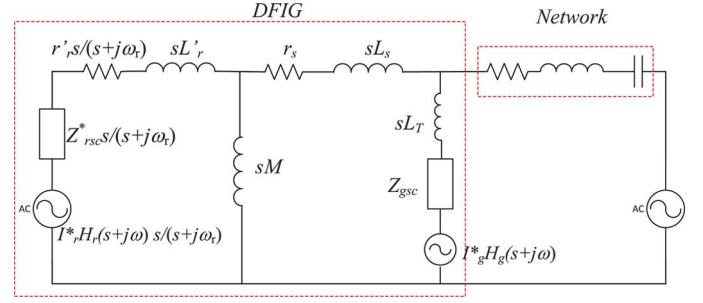 DFIG
Network
r'rs/(s+jωr)
sL'r
rs
sLs
sLT
Z*rscs/(s+jωr)
sM
Zgsc
AC
AC
I*rHr(s+jω) s/(s+jωr)
I*gHg(s+jω)